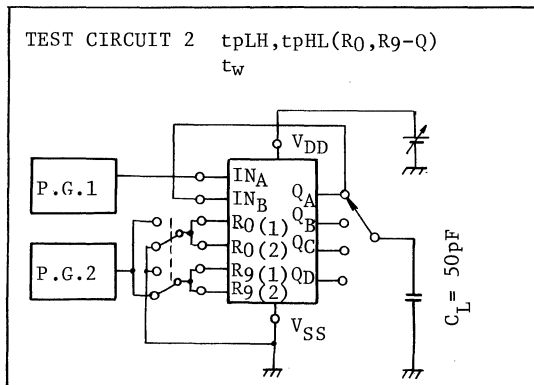 TEST CIRCUIT 2 tpLH,tpHL(R0,R9-Q)
tw
VDD
P.G.1
INA
INB
QA
QB
R0(1)
R0(2)
QC
P.G.2
R9(1)
R9(2)
QD
VSS
CL = 50pF